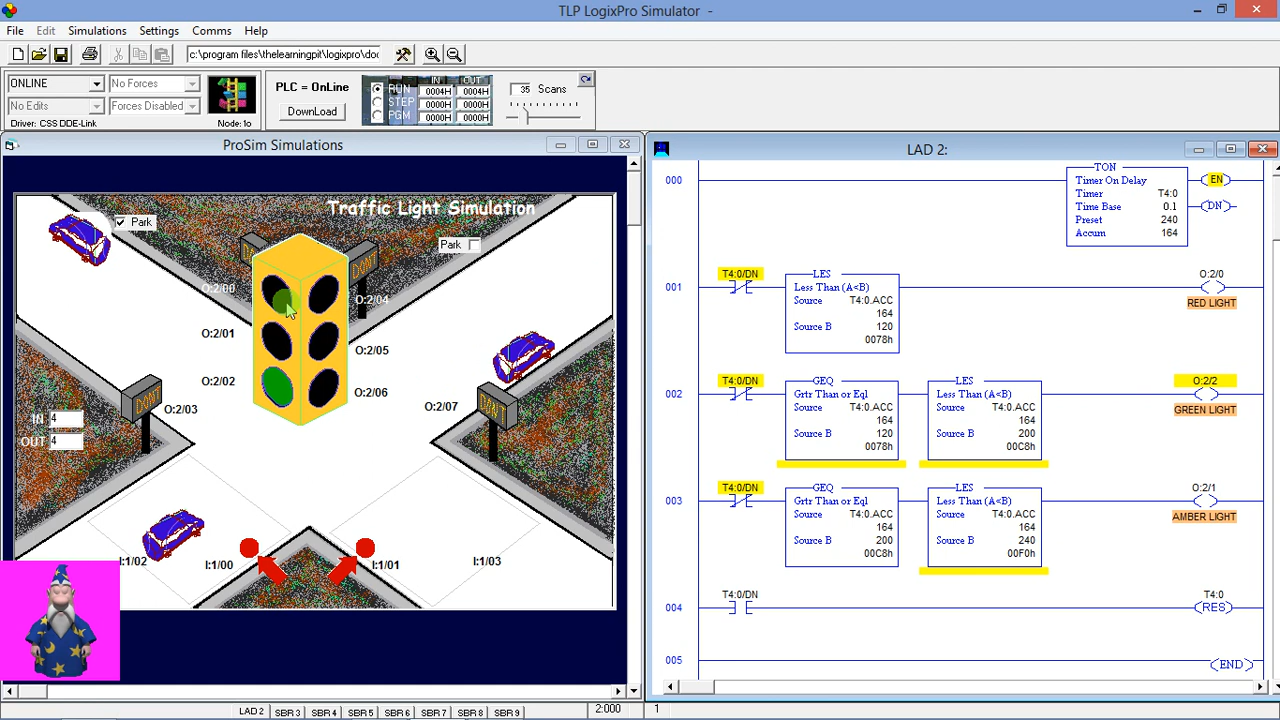 TLP LogixPro Simulator -
File Edit Simulations Settings Comms Help
c:\program files\thelearningpit\logixpro\doc
ONLINE No Forces
No Edits Forces Disabled
Driver: CSS DDE-Link Node: 1o
PLC = OnLine
DownLoad
IN OUT
RUN 0004H 0004H
STEP 0000H 0000H
PGM 0000H 0000H
35 Scans
ProSim Simulations
Traffic Light Simulation
Park
Park
DONT
O:2/00
O:2/04
O:2/01
O:2/05
O:2/02
O:2/06
DONT
O:2/03
O:2/07
IN 4
OUT 4
I:1/02
I:1/00
I:1/01
I:1/03
LAD 2:
000
TON
Timer On Delay
Timer T4:0
Time Base 0.1
Preset 240
Accum 164
EN
DN
001
T4:0/DN
LES
Less Than (A<B)
Source T4:0.ACC
164
Source B 120
0078h
O:2/0
RED LIGHT
002
T4:0/DN
GEQ
Grtr Than or Eql
Source T4:0.ACC
164
Source B 120
0078h
LES
Less Than (A<B)
Source T4:0.ACC
164
Source B 200
00C8h
O:2/2
GREEN LIGHT
003
T4:0/DN
GEQ
Grtr Than or Eql
Source T4:0.ACC
164
Source B 200
00C8h
LES
Less Than (A<B)
Source T4:0.ACC
164
Source B 240
00F0h
O:2/1
AMBER LIGHT
004
T4:0/DN
T4:0
RES
005
END
LAD 2 SBR 3 SBR 4 SBR 5 SBR 6 SBR 7 SBR 8 SBR 9
2:000 1